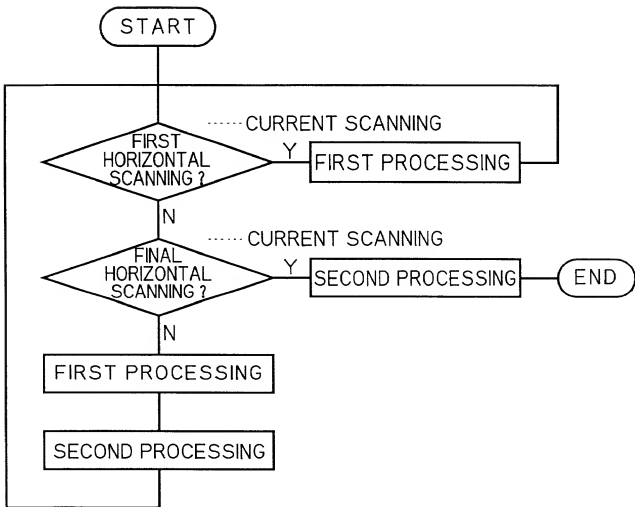 START
CURRENT SCANNING
FIRST
HORIZONTAL
SCANNING ?
Y
FIRST PROCESSING
N
CURRENT SCANNING
FINAL
HORIZONTAL
SCANNING ?
Y
SECOND PROCESSING
END
N
FIRST PROCESSING
SECOND PROCESSING